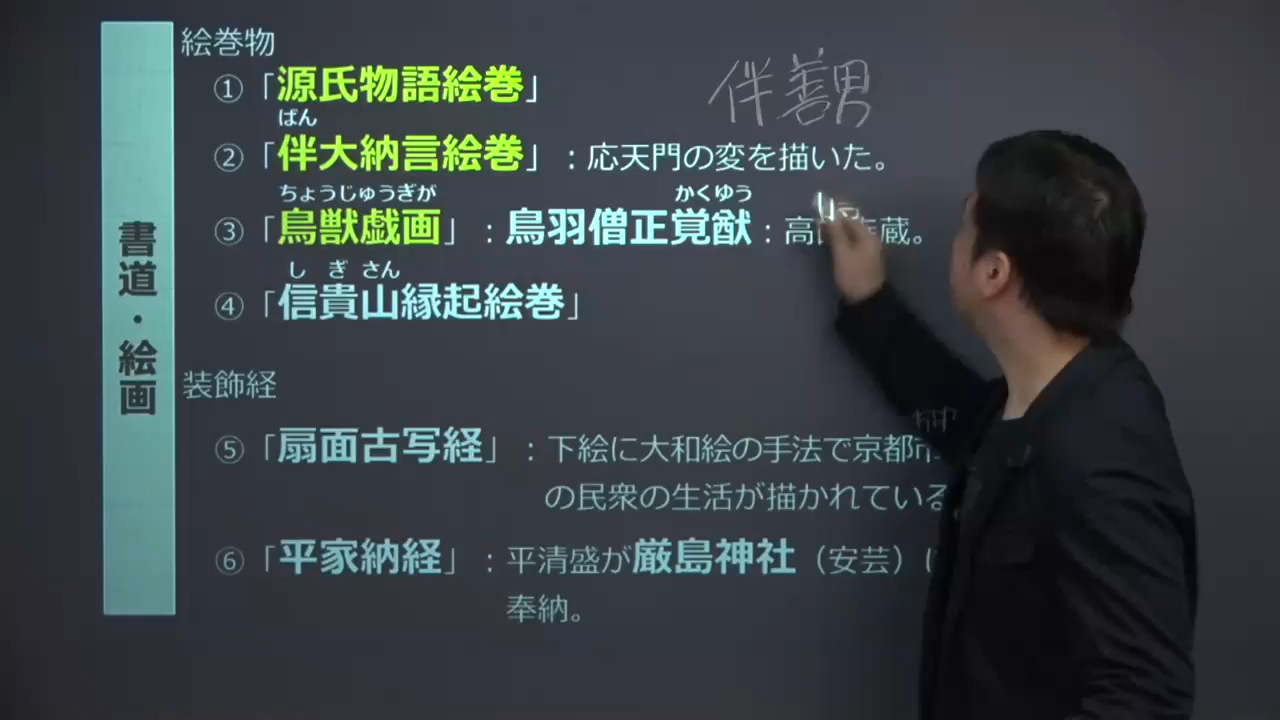 書道・絵画
絵巻物
伴善男
①「源氏物語絵巻」
ばん
②「伴大納言絵巻」：応天門の変を描いた。
ちょうじゅうぎが かくゆう
③「鳥獣戯画」：鳥羽僧正覚猷：高 蔵。
しぎさん
④「信貴山縁起絵巻」
装飾経
⑤「扇面古写経」：下絵に大和絵の手法で京都市
の民衆の生活が描かれている
⑥「平家納経」：平清盛が厳島神社（安芸）に
奉納。